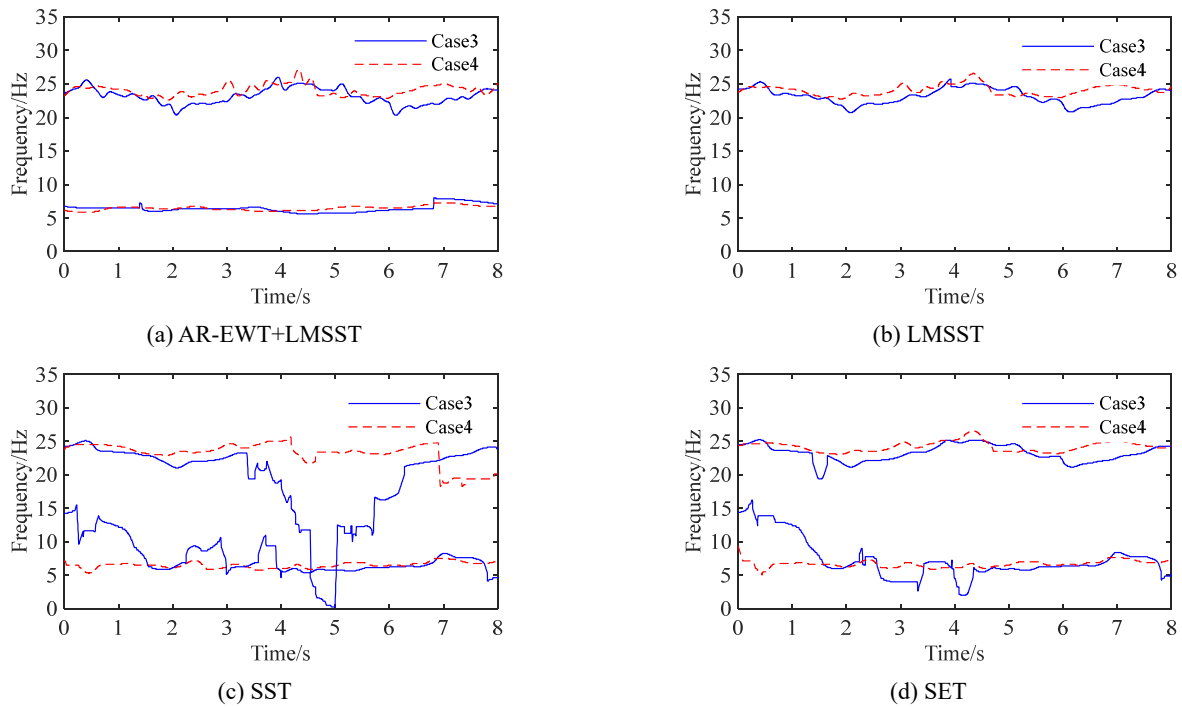 35
30
25
20
15
10
5
0
Frequency/Hz
Case3
Case4
0 1 2 3 4 5 6 7 8
Time/s
(a) AR-EWT+LMSST
35
30
25
20
15
10
5
0
Frequency/Hz
Case3
Case4
0 1 2 3 4 5 6 7 8
Time/s
(b) LMSST
35
30
25
20
15
10
5
0
Frequency/Hz
Case3
Case4
0 1 2 3 4 5 6 7 8
Time/s
(c) SST
35
30
25
20
15
10
5
0
Frequency/Hz
Case3
Case4
0 1 2 3 4 5 6 7 8
Time/s
(d) SET